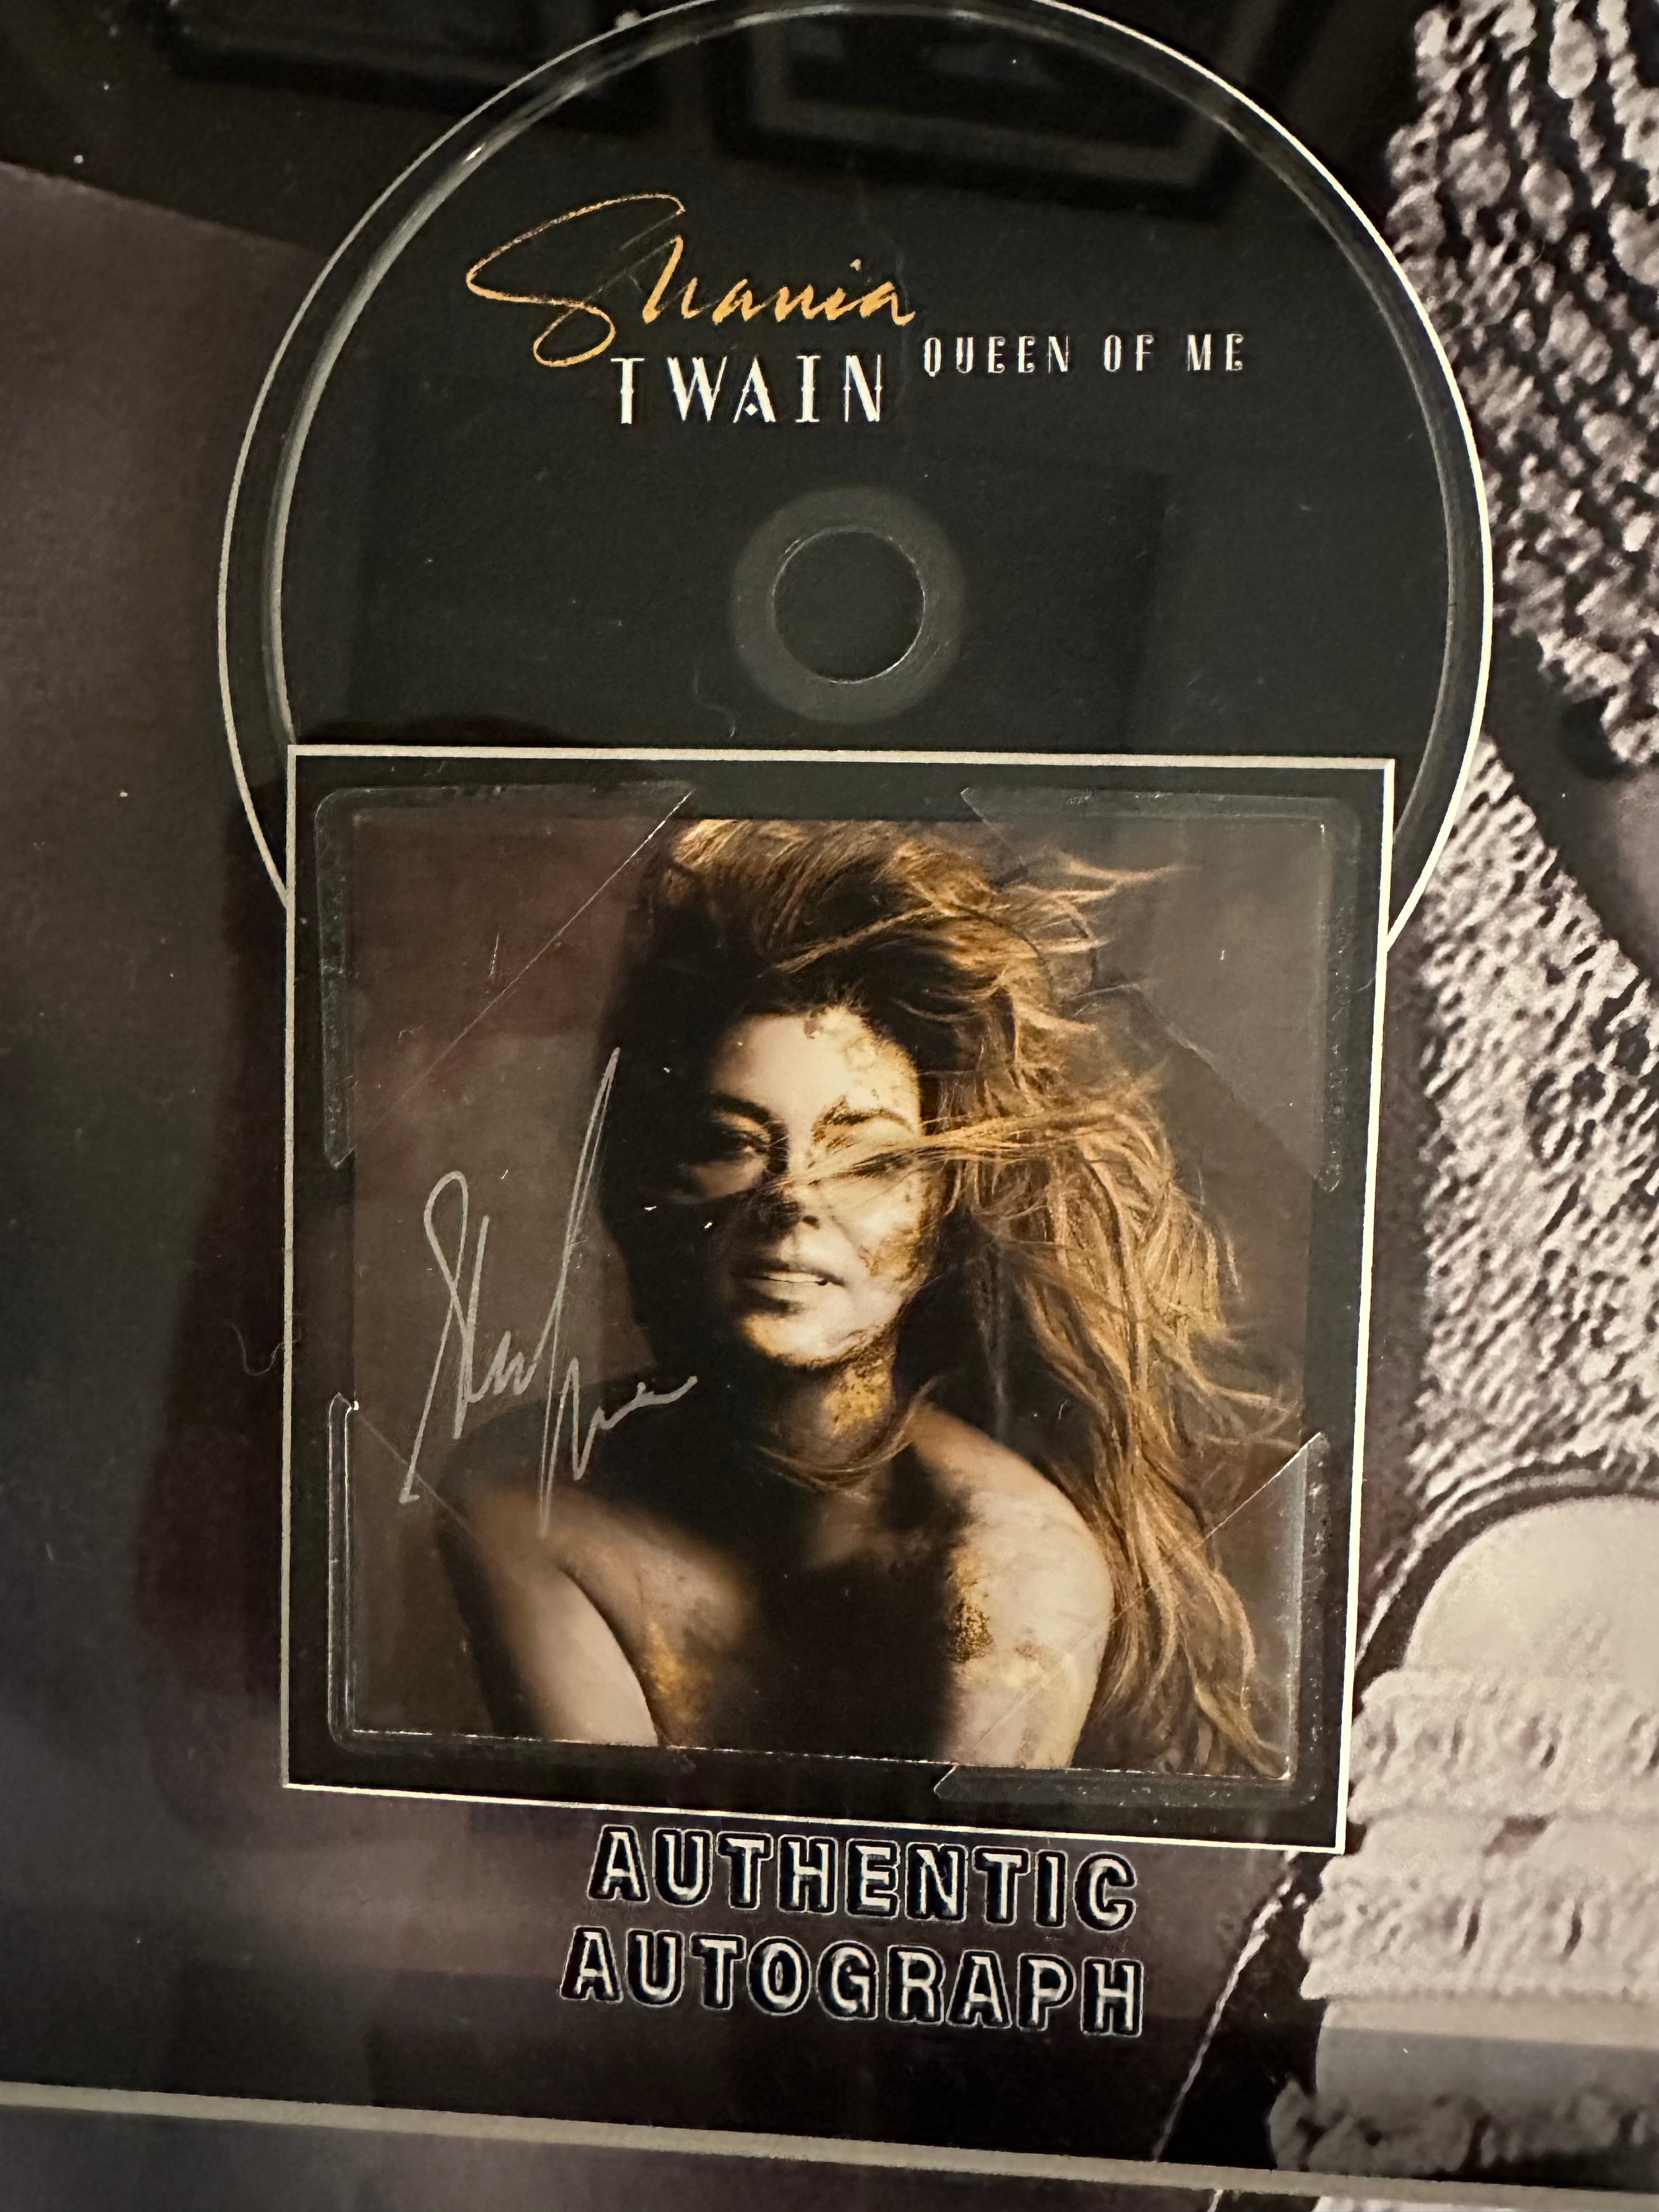 Shania
TWAIN QUEEN OF ME
AUTHENTIC
AUTOGRAPH